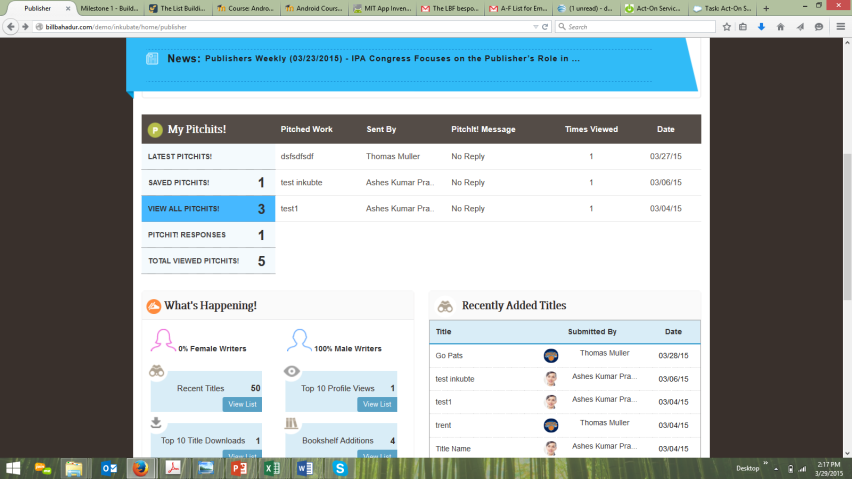 Publisher
Milestone 1 - Build...
The List Buildi...
Course: Andro...
Android Cours...
MIT App Inven...
The LBF bespo...
A-F List for Em...
(1 unread) - d...
Act-On Servic...
Task: Act-On S...
billbahadur.com/demo/inkubate/home/publisher
Search
News: Publishers Weekly (03/23/2015) - IPA Congress Focuses on the Publisher's Role in ...
P My Pitchits! Pitched Work Sent By PitchIt! Message Times Viewed Date
LATEST PITCHITS! dsfsdfsdf Thomas Muller No Reply 1 03/27/15
SAVED PITCHITS! 1 test inkubte Ashes Kumar Pra.. No Reply 1 03/06/15
VIEW ALL PITCHITS! 3 test1 Ashes Kumar Pra.. No Reply 1 03/04/15
PITCHIT! RESPONSES 1
TOTAL VIEWED PITCHITS! 5
What's Happening!
0% Female Writers 100% Male Writers
Recent Titles 50 Top 10 Profile Views 1
View List View List
Top 10 Title Downloads 1 Bookshelf Additions 4
View List View List
Recently Added Titles
Title Submitted By Date
Go Pats Thomas Muller 03/28/15
test inkubte Ashes Kumar Pra... 03/06/15
test1 Ashes Kumar Pra... 03/04/15
trent Thomas Muller 03/04/15
Title Name Ashes Kumar Pra... 03/04/15
Desktop
2:17 PM
3/29/2015